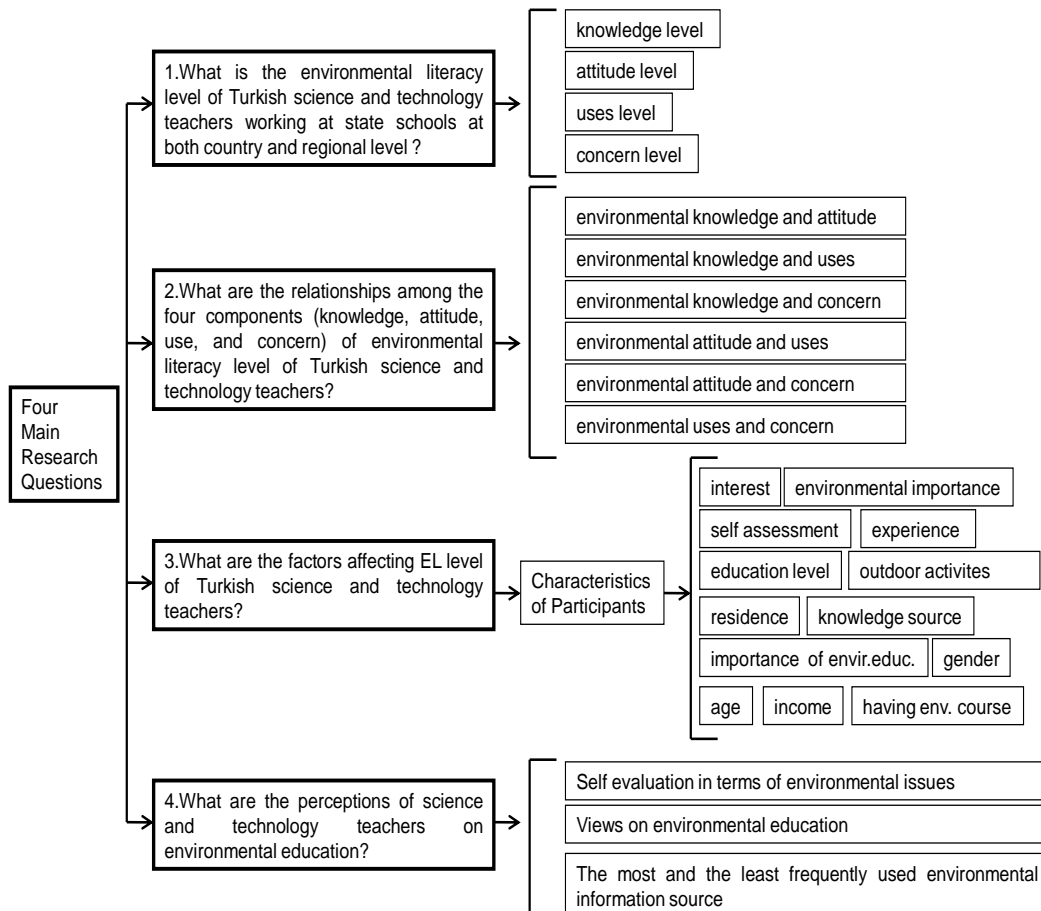 Four
Main
Research
Questions
1.What is the environmental literacy
level of Turkish science and technology
teachers working at state schools at
both country and regional level ?
knowledge level
attitude level
uses level
concern level
2.What are the relationships among the
four components (knowledge, attitude,
use, and concern) of environmental
literacy level of Turkish science and
technology teachers?
environmental knowledge and attitude
environmental knowledge and uses
environmental knowledge and concern
environmental attitude and uses
environmental attitude and concern
environmental uses and concern
3.What are the factors affecting EL level
of Turkish science and technology
teachers?
Characteristics
of Participants
interest environmental importance
self assessment experience
education level outdoor activites
residence knowledge source
importance of envir.educ. gender
age income having env. course
4.What are the perceptions of science
and technology teachers on
environmental education?
Self evaluation in terms of environmental issues
Views on environmental education
The most and the least frequently used environmental
information source